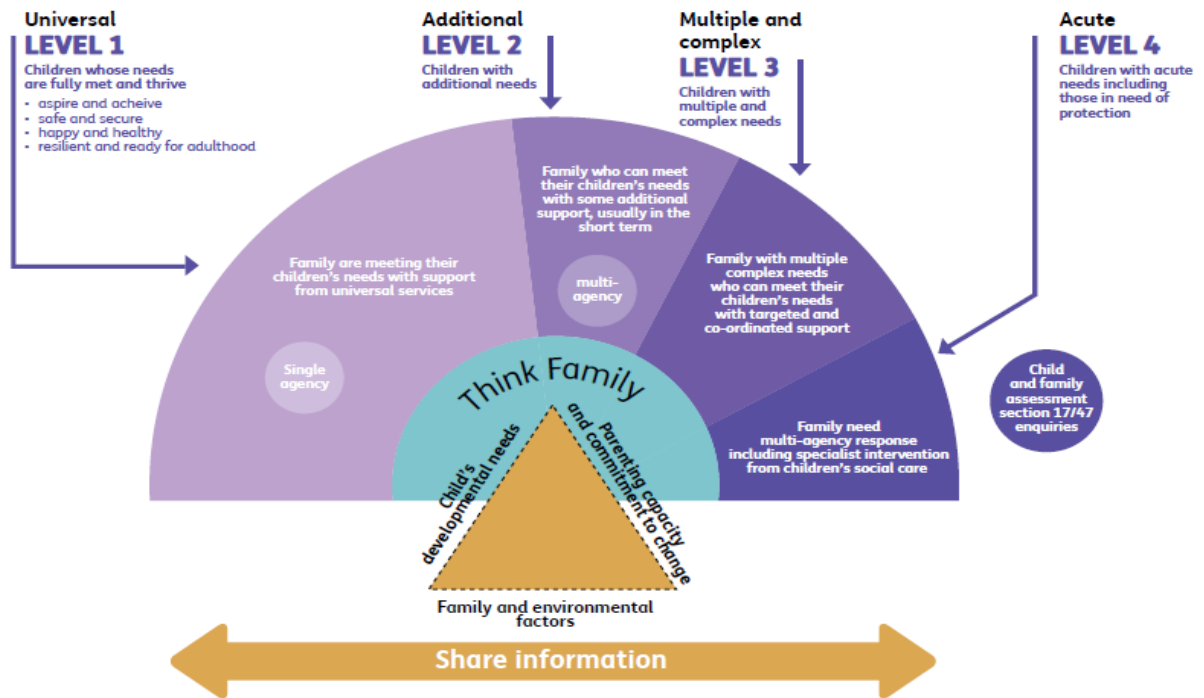 Universal
LEVEL 1
Children whose needs
are fully met and thrive
• aspire and acheive
• safe and secure
• happy and healthy
• resilient and ready for adulthood
Additional
LEVEL 2
Children with
additional needs
Multiple and
complex
LEVEL 3
Children with
multiple and
complex needs
Acute
LEVEL 4
Children with acute
needs including
those in need of
protection
Family are meeting their
children's needs with support
from universal services
Single
agency
Family who can meet
their children's needs
with some additional
support, usually in the
short term
multi-
agency
Family with multiple
complex needs
who can meet their
children's needs
with targeted and
co-ordinated support
Family need
multi-agency response
including specialist intervention
from children's social care
Child
and family
assessment
section 17/47
enquiries
Think Family
Child's
developmental needs
Parenting capacity
and commitment to change
Family and environmental
factors
Share information